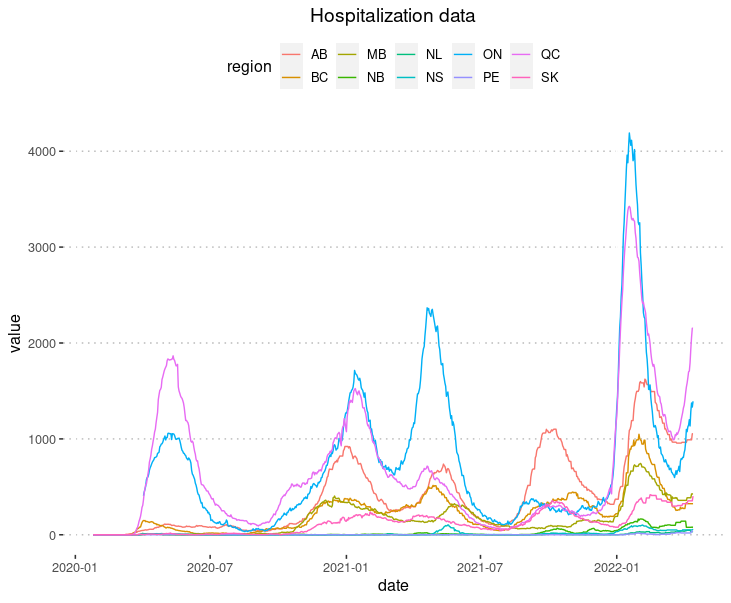 Hospitalization data
region AB MB NL ON QC
BC NB NS PE SK
4000
3000
2000
1000
0
value
2020-01 2020-07 2021-01 2021-07 2022-01
date